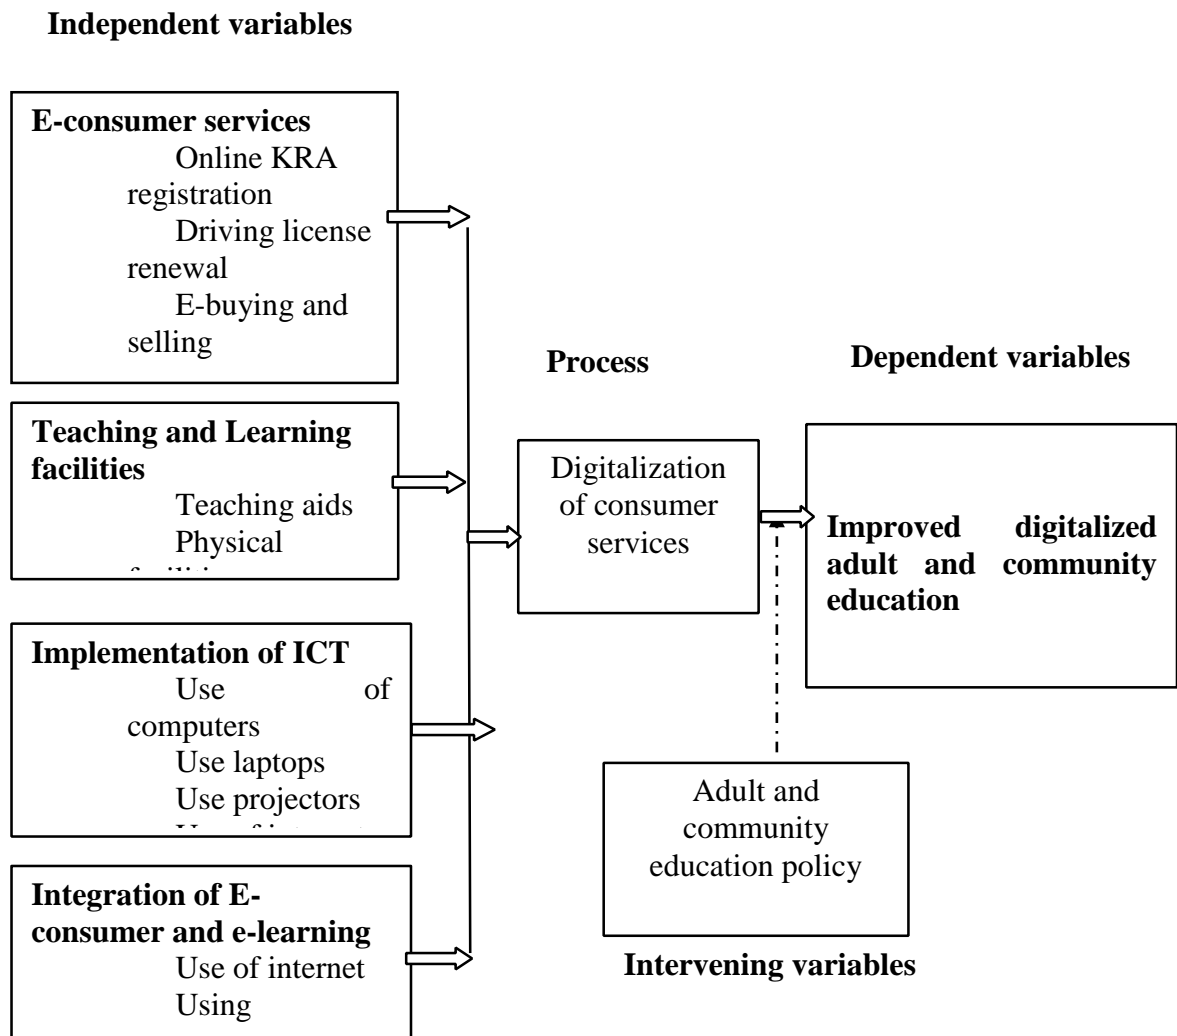 Independent variables
E-consumer services
Online KRA
registration
Driving license
renewal
E-buying and
selling
Teaching and Learning
facilities
Teaching aids
Physical
Implementation of ICT
Use of
computers
Use laptops
Use projectors
Integration of E-
consumer and e-learning
Use of internet
Using
Process
Digitalization
of consumer
services
Dependent variables
Improved digitalized
adult and community
education
Adult and
community
education policy
Intervening variables